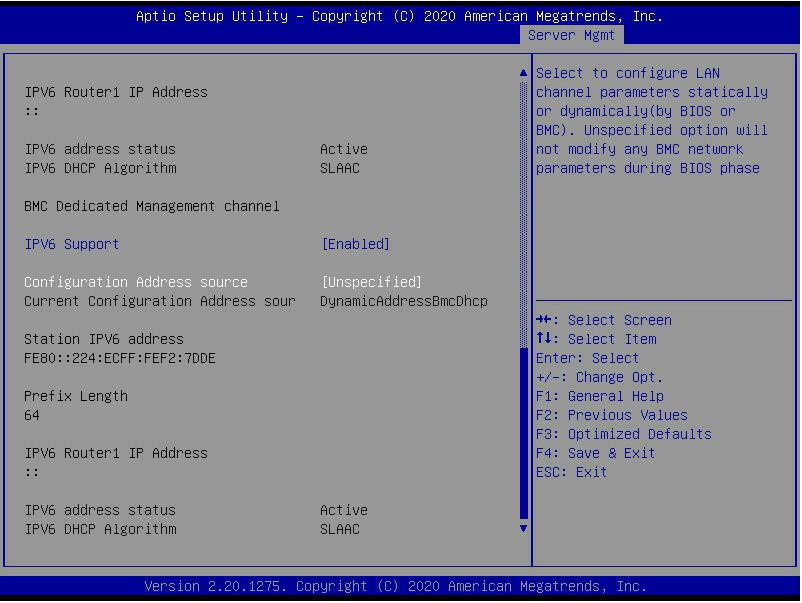 Aptio Setup Utility – Copyright (C) 2020 American Megatrends, Inc.
Server Mgmt
IPV6 Router1 IP Address
::
IPV6 address status Active
IPV6 DHCP Algorithm SLAAC
BMC Dedicated Management channel
IPV6 Support [Enabled]
Configuration Address source [Unspecified]
Current Configuration Address sour DynamicAddressBmcDhcp
Station IPV6 address
FE80::224:ECFF:FEF2:7DDE
Prefix Length
64
IPV6 Router1 IP Address
::
IPV6 address status Active
IPV6 DHCP Algorithm SLAAC
Select to configure LAN
channel parameters statically
or dynamically(by BIOS or
BMC). Unspecified option will
not modify any BMC network
parameters during BIOS phase
→←: Select Screen
↑↓: Select Item
Enter: Select
+/-: Change Opt.
F1: General Help
F2: Previous Values
F3: Optimized Defaults
F4: Save & Exit
ESC: Exit
Version 2.20.1275. Copyright (C) 2020 American Megatrends, Inc.